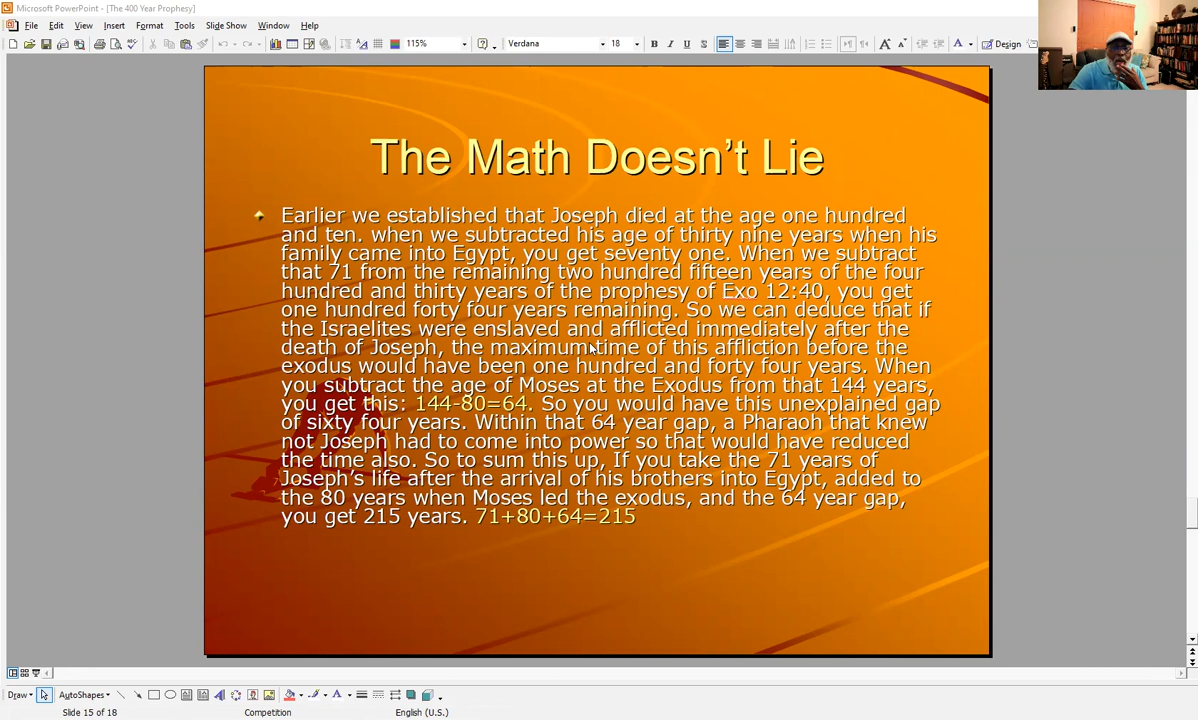 Microsoft PowerPoint - [The 400 Year Prophesy]
File Edit View Insert Format Tools Slide Show Window Help
115% Verdana 18 B I U S A A A Design
The Math Doesn't Lie
Earlier we established that Joseph died at the age one hundred
and ten. when we subtracted his age of thirty nine years when his
family came into Egypt, you get seventy one. When we subtract
that 71 from the remaining two hundred fifteen years of the four
hundred and thirty years of the prophesy of Exo 12:40, you get
one hundred forty four years remaining. So we can deduce that if
the Israelites were enslaved and afflicted immediately after the
death of Joseph, the maximum time of this affliction before the
exodus would have been one hundred and forty four years. When
you subtract the age of Moses at the Exodus from that 144 years,
you get this: 144-80=64. So you would have this unexplained gap
of sixty four years. Within that 64 year gap, a Pharaoh that knew
not Joseph had to come into power so that would have reduced
the time also. So to sum this up, If you take the 71 years of
Joseph's life after the arrival of his brothers into Egypt, added to
the 80 years when Moses led the exodus, and the 64 year gap,
you get 215 years. 71+80+64=215
Draw AutoShapes
Slide 15 of 18 Competition English (U.S.)